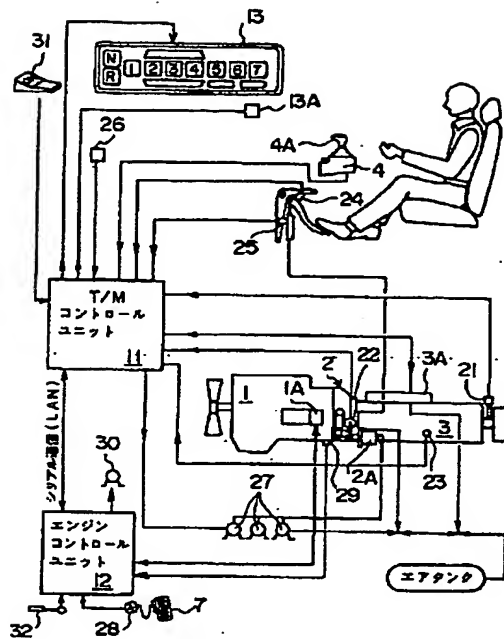 31
13
N
R
1
2
3
4
5
6
7
13A
26
4A
4
24
25
T/M
コントロール
ユニット
11
シリアル通信(LAN)
30
エンジン
コントロール
ユニット
12
32
28
7
27
1
1A
2
22
2A
29
3A
3
23
21
エアタンク